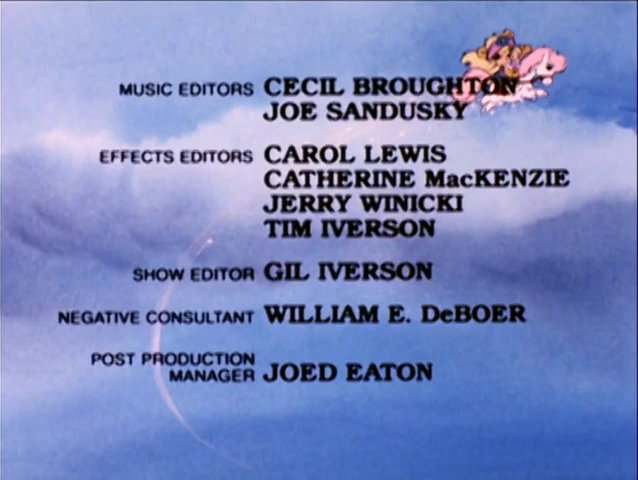 MUSIC EDITORS CECIL BROUGHTON
JOE SANDUSKY
EFFECTS EDITORS CAROL LEWIS
CATHERINE MacKENZIE
JERRY WINICKI
TIM IVERSON
SHOW EDITOR GIL IVERSON
NEGATIVE CONSULTANT WILLIAM E. DeBOER
POST PRODUCTION
MANAGER JOED EATON